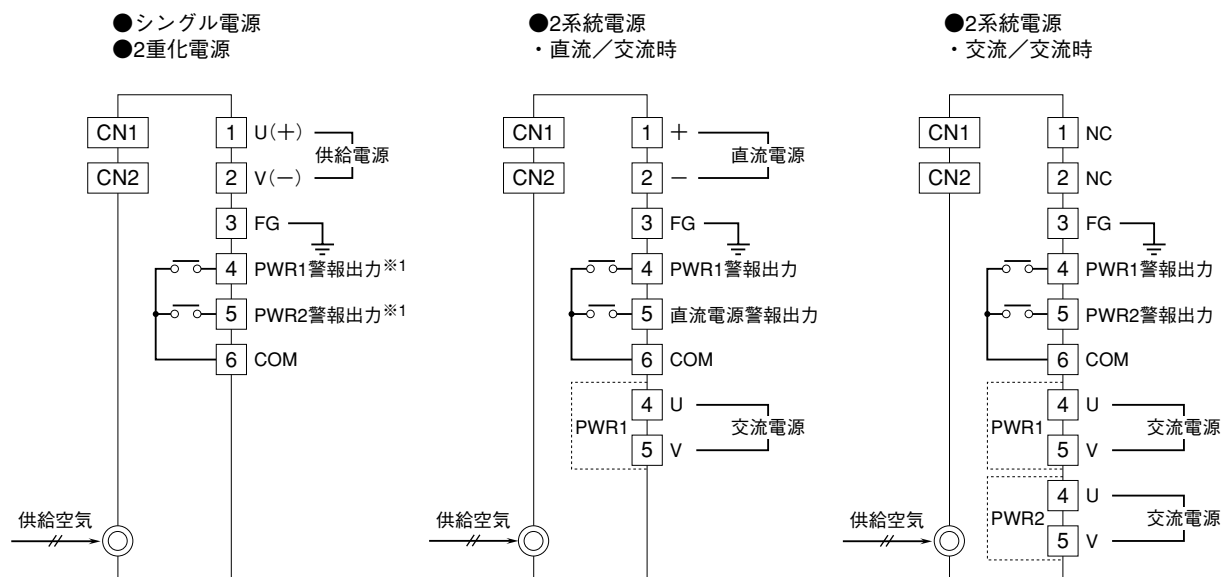 ●シングル電源
●2重化電源
CN1
CN2
1 U(+)
供給電源
2 V(−)
3 FG
4 PWR1警報出力※1
5 PWR2警報出力※1
6 COM
供給空気
●2系統電源
・直流／交流時
CN1
CN2
1 +
直流電源
2 −
3 FG
4 PWR1警報出力
5 直流電源警報出力
6 COM
PWR1
4 U
交流電源
5 V
供給空気
●2系統電源
・交流／交流時
CN1
CN2
1 NC
2 NC
3 FG
4 PWR1警報出力
5 PWR2警報出力
6 COM
PWR1
4 U
交流電源
5 V
PWR2
4 U
交流電源
5 V
供給空気